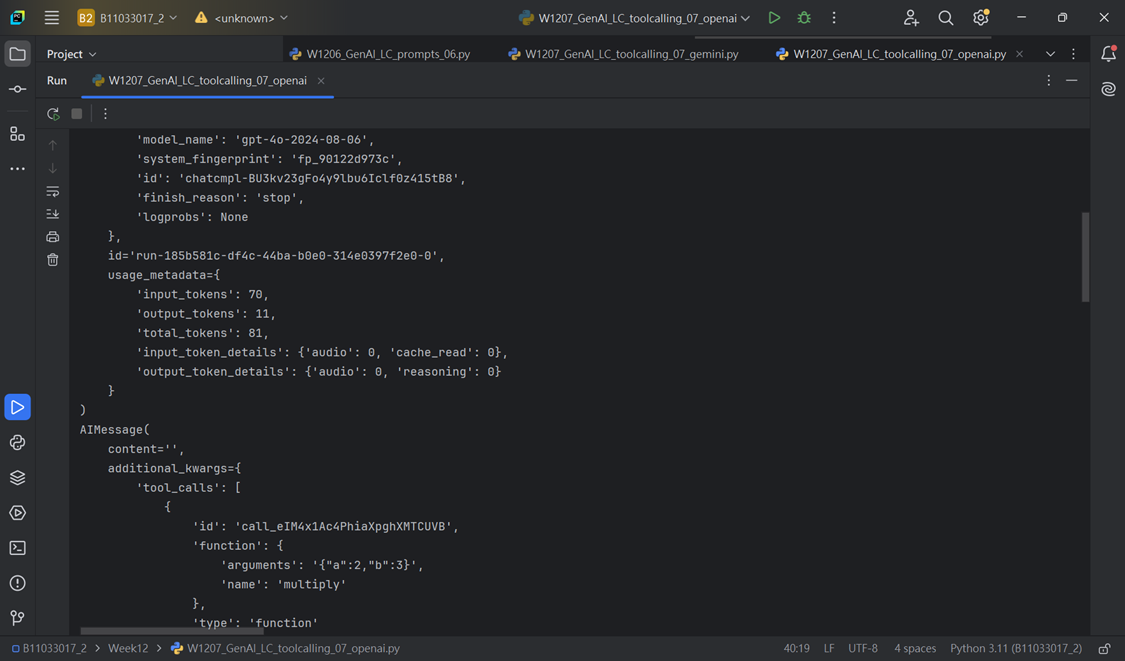 B2 B11033017_2 <unknown> W1207_GenAI_LC_toolcalling_07_openai
Project W1206_GenAI_LC_prompts_06.py W1207_GenAI_LC_toolcalling_07_gemini.py W1207_GenAI_LC_toolcalling_07_openai.py
Run W1207_GenAI_LC_toolcalling_07_openai
'model_name': 'gpt-4o-2024-08-06',
'system_fingerprint': 'fp_90122d973c',
'id': 'chatcmpl-BU3kv23gFo4y9lbu6Iclf0z415tB8',
'finish_reason': 'stop',
'logprobs': None
},
id='run-185b581c-df4c-44ba-b0e0-314e0397f2e0-0',
usage_metadata={
'input_tokens': 70,
'output_tokens': 11,
'total_tokens': 81,
'input_token_details': {'audio': 0, 'cache_read': 0},
'output_token_details': {'audio': 0, 'reasoning': 0}
}
)
AIMessage(
content='',
additional_kwargs={
'tool_calls': [
{
'id': 'call_eIM4x1Ac4PhiaXpghXMTCUVB',
'function': {
'arguments': '{"a":2,"b":3}',
'name': 'multiply'
},
'type': 'function'
B11033017_2 > Week12 > W1207_GenAI_LC_toolcalling_07_openai.py 40:19 LF UTF-8 4 spaces Python 3.11 (B11033017_2)